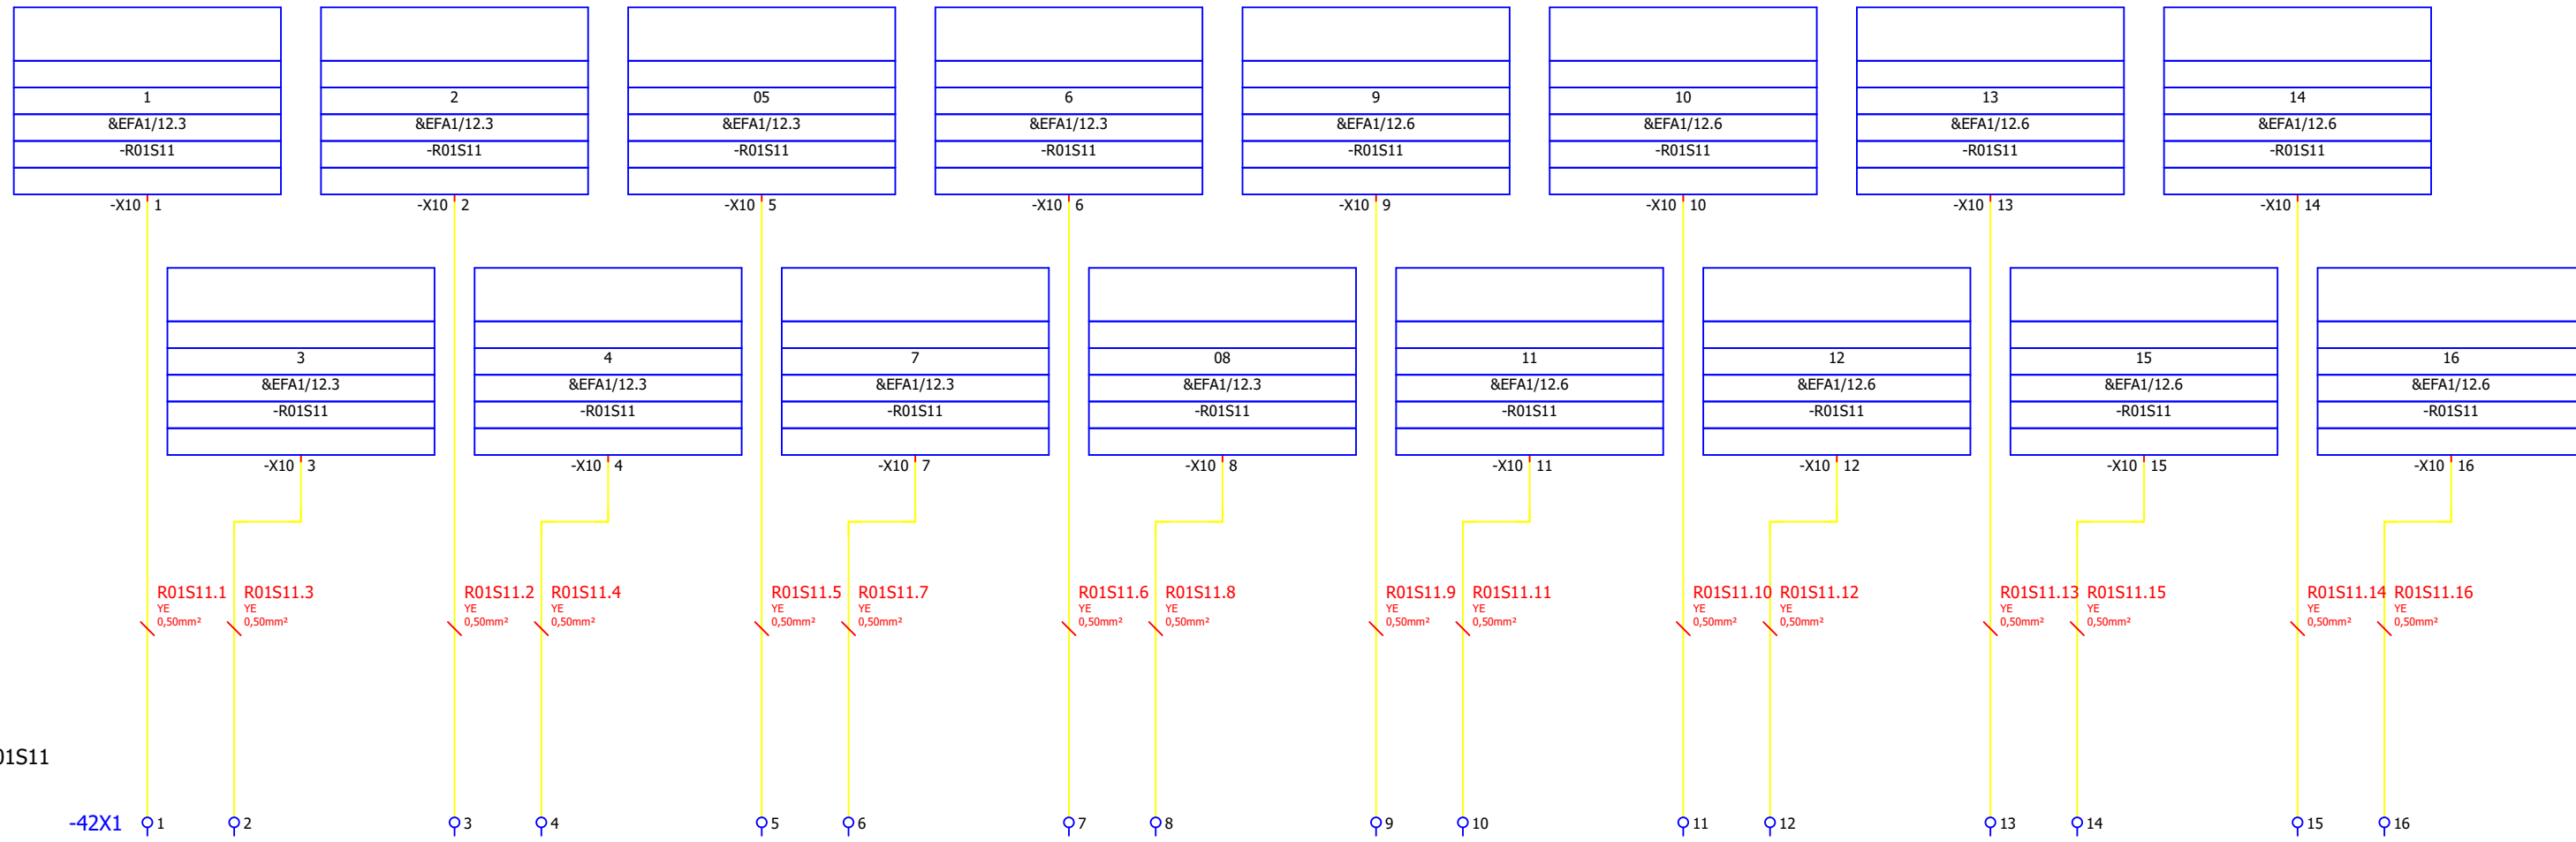 1 2 05 6 9 10 13 14
&EFA1/12.3 &EFA1/12.3 &EFA1/12.3 &EFA1/12.3 &EFA1/12.6 &EFA1/12.6 &EFA1/12.6 &EFA1/12.6
-R01S11 -R01S11 -R01S11 -R01S11 -R01S11 -R01S11 -R01S11 -R01S11
-X10 1 -X10 2 -X10 5 -X10 6 -X10 9 -X10 10 -X10 13 -X10 14
3 4 7 08 11 12 15 16
&EFA1/12.3 &EFA1/12.3 &EFA1/12.3 &EFA1/12.3 &EFA1/12.6 &EFA1/12.6 &EFA1/12.6 &EFA1/12.6
-R01S11 -R01S11 -R01S11 -R01S11 -R01S11 -R01S11 -R01S11 -R01S11
-X10 3 -X10 4 -X10 7 -X10 8 -X10 11 -X10 12 -X10 15 -X10 16
R01S11.1 R01S11.3 R01S11.2 R01S11.4 R01S11.5 R01S11.7 R01S11.6 R01S11.8 R01S11.9 R01S11.11 R01S11.10 R01S11.12 R01S11.13 R01S11.15 R01S11.14 R01S11.16
YE YE YE YE YE YE YE YE YE YE YE YE YE YE YE YE
0,50mm² 0,50mm² 0,50mm² 0,50mm² 0,50mm² 0,50mm² 0,50mm² 0,50mm² 0,50mm² 0,50mm² 0,50mm² 0,50mm² 0,50mm² 0,50mm² 0,50mm² 0,50mm²
01S11
-42X1 1 2 3 4 5 6 7 8 9 10 11 12 13 14 15 16